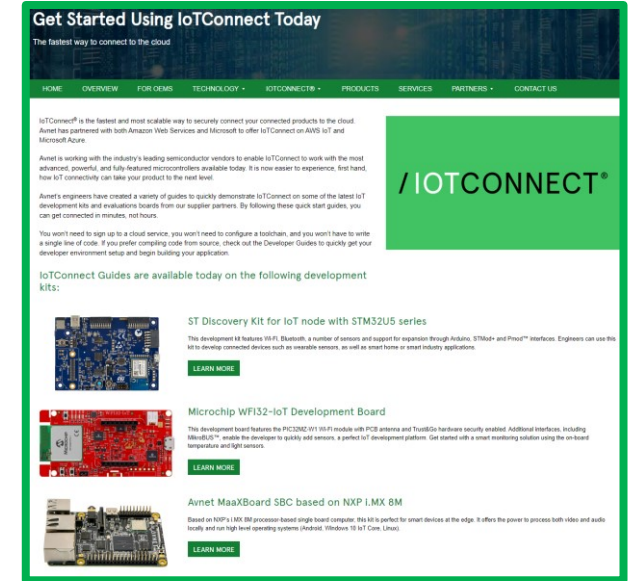 Get Started Using IoTConnect Today
The fastest way to connect to the cloud
HOME OVERVIEW FOR OEMS TECHNOLOGY IOTCONNECT® PRODUCTS SERVICES PARTNERS CONTACT US
IoTConnect® is the fastest and most scalable way to securely connect your connected products to the cloud.
Avnet has partnered with both Amazon Web Services and Microsoft to offer IoTConnect on AWS IoT and
Microsoft Azure.
Avnet is working with the industry's leading semiconductor vendors to enable IoTConnect to work with the most
advanced, powerful, and fully-featured microcontrollers available today. It is now easier to experience, first hand,
how IoT connectivity can take your product to the next level.
/IOTCONNECT®
Avnet's engineers have created a variety of guides to quickly demonstrate IoTConnect on some of the latest IoT
development kits and evaluations boards from our supplier partners. By following these quick start guides, you
can get connected in minutes, not hours.
You won't need to sign up to a cloud service, you won't need to configure a toolchain, and you won't have to write
a single line of code. If you prefer compiling code from source, check out the Developer Guides to quickly get your
developer environment setup and begin building your application.
IoTConnect Guides are available today on the following development
kits:
ST Discovery Kit for IoT node with STM32U5 series
This development kit features Wi-Fi, Bluetooth, a number of sensors and support for expansion through Arduino, STMod+ and Pmod™ interfaces. Engineers can use this
kit to develop connected devices such as wearable sensors, as well as smart home or smart industry applications.
LEARN MORE
Microchip WFI32-IoT Development Board
This development board features the PIC32MZ-W1 Wi-Fi module with PCB antenna and Trust&Go hardware security enabled. Additional Interfaces, Including
MikroBUS™, enable the developer to quickly add sensors, a perfect IoT development platform. Get started with a smart monitoring solution using the on-board
temperature and light sensors.
LEARN MORE
Avnet MaaXBoard SBC based on NXP i.MX 8M
Based on NXP's i.MX 8M processor-based single board computer, this kit is perfect for smart devices at the edge. It offers the power to process both video and audio
locally and run high level operating systems (Android, Windows 10 IoT Core, Linux).
LEARN MORE